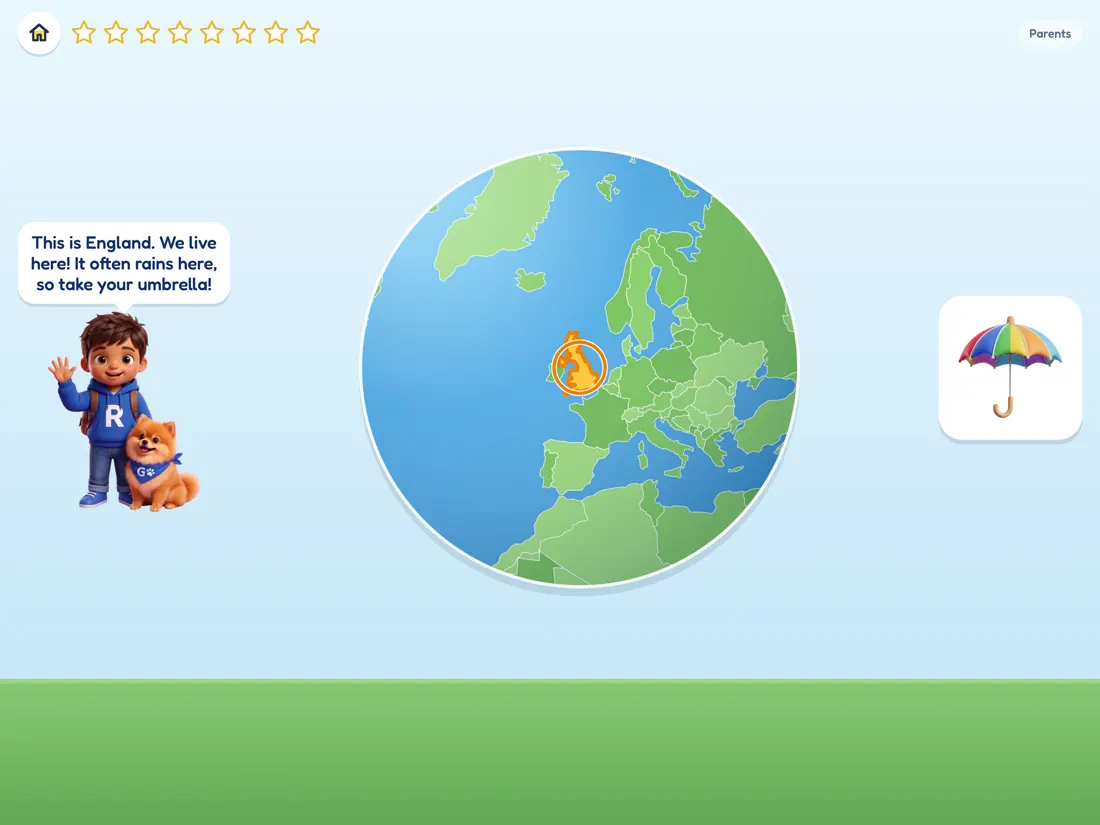 Parents
This is England. We live
here! It often rains here,
so take your umbrella!
R
G